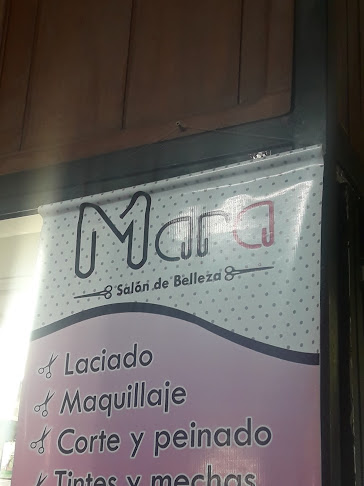 Mara
Salón de Belleza
Laciado
Maquillaje
Corte y peinado
Tintes y mechas